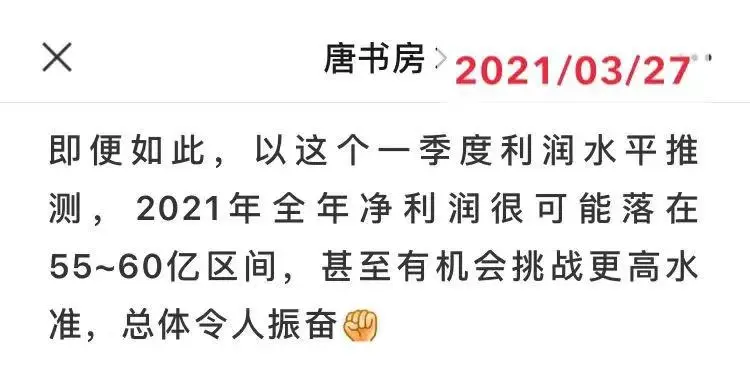 唐书房
2021/03/27
即便如此，以这个一季度利润水平推
测，2021年全年净利润很可能落在
55~60亿区间，甚至有机会挑战更高水
准，总体令人振奋✊